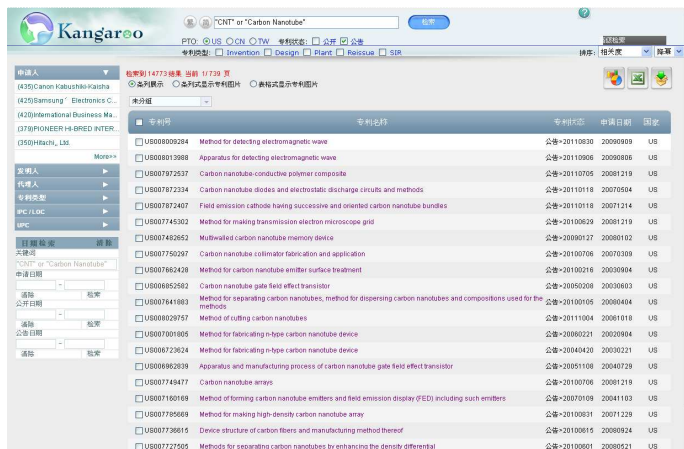 Kangaroo
"CNT" or "Carbon Nanotube"
检索
PTO: US CN TW 专利状态: 公开 公告
专利类型: Invention Design Plant Reissue SIR
排序: 相关度 降幂
申请人
(435)Canon Kabushiki-Kaisha
(425)Samsung Electronics C...
(420)International Business Ma...
(379)PIONEER HI-BRED INTER...
(350)Hitachi,, Ltd.
More>>
发明人
代理人
专利类型
IPC /LOC
UPC
日期检索 清除
关键词
"CNT" or "Carbon Nanotube"
申请日期
-
清除 检索
公开日期
-
清除 检索
公告日期
-
清除 检索
检索到 14773 结果, 当前 1/ 739 页
条列展示 条列式显示专利图片 表格式显示专利图片
未分组
专利号 专利名称 专利状态 申请日期 国家
US008009284 Method for detecting electromagnetic wave 公告>20110830 20090909 US
US008013988 Apparatus for detecting electromagnetic wave 公告>20110906 20090806 US
US007972537 Carbon nanotube-conductive polymer composite 公告>20110705 20081219 US
US007872334 Carbon nanotube diodes and electrostatic discharge circuits and methods 公告>20110118 20070504 US
US007872407 Field emission cathode having successive and oriented carbon nanotube bundles 公告>20110118 20071214 US
US007745302 Method for making transmission electron microscope grid 公告>20100629 20081219 US
US007482652 Multiwalled carbon nanotube memory device 公告>20090127 20080102 US
US007750297 Carbon nanotube collimator fabrication and application 公告>20100706 20070309 US
US007662428 Method for carbon nanotube emitter surface treatment 公告>20100216 20030904 US
US006852582 Carbon nanotube gate field effect transistor 公告>20050208 20030603 US
US007641883 Method for separating carbon nanotubes, method for dispersing carbon nanotubes and compositions used for the methods 公告>20100105 20080404 US
US008029757 Method of cutting carbon nanotubes 公告>20111004 20061018 US
US007001805 Method for fabricating n-type carbon nanotube device 公告>20060221 20020904 US
US006723624 Method for fabricating n-type carbon nanotube device 公告>20040420 20030221 US
US006962839 Apparatus and manufacturing process of carbon nanotube gate field effect transistor 公告>20051108 20040729 US
US007749477 Carbon nanotube arrays 公告>20100706 20081219 US
US007160169 Method of forming carbon nanotube emitters and field emission display (FED) including such emitters 公告>20070109 20041103 US
US007785669 Method for making high-density carbon nanotube array 公告>20100831 20071229 US
US007736615 Device structure of carbon fibers and manufacturing method thereof 公告>20100615 20080924 US
US007727505 Methods for separating carbon nanotubes by enhancing the density differential 公告>20100601 20080521 US